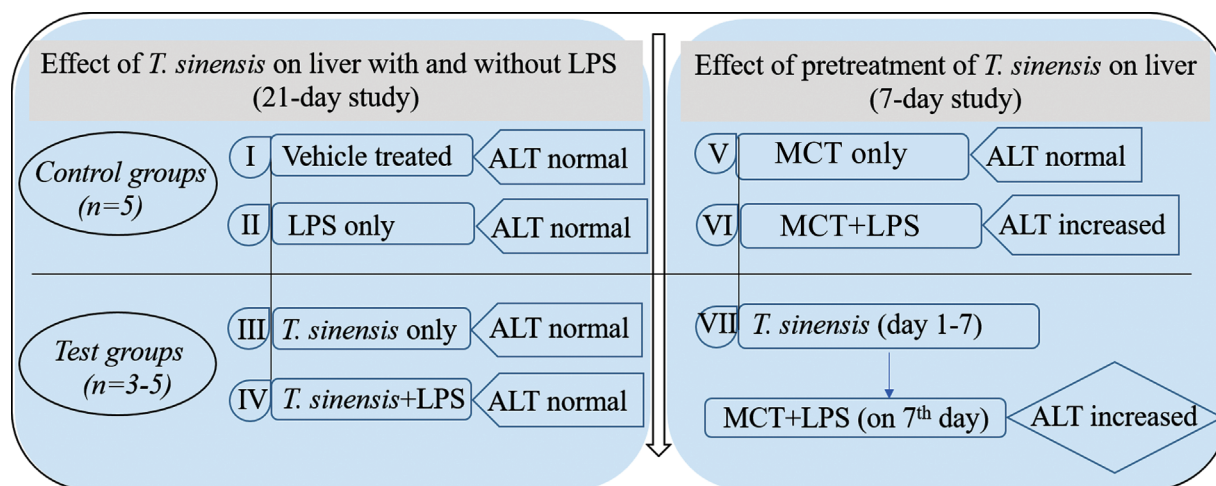 Effect of T. sinensis on liver with and without LPS
(21-day study)
Control groups
(n=5)
I
Vehicle treated
ALT normal
II
LPS only
ALT normal
Test groups
(n=3-5)
III
T. sinensis only
ALT normal
IV
T. sinensis+LPS
ALT normal
Effect of pretreatment of T. sinensis on liver
(7-day study)
V
MCT only
ALT normal
VI
MCT+LPS
ALT increased
VII
T. sinensis (day 1-7)
MCT+LPS (on 7th day)
ALT increased